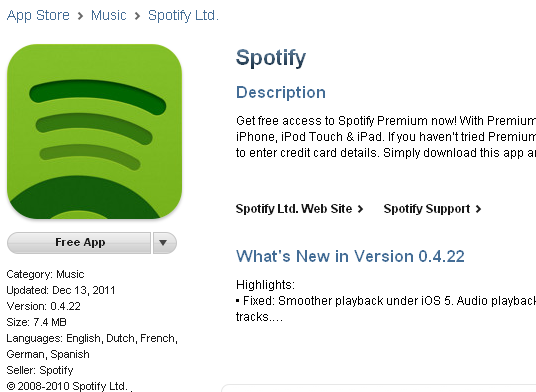 App Store > Music > Spotify Ltd.
Spotify
Description
Get free access to Spotify Premium now! With Premium
iPhone, iPod Touch & iPad. If you haven't tried Premium
to enter credit card details. Simply download this app
Spotify Ltd. Web Site > Spotify Support >
Free App
What's New in Version 0.4.22
Category: Music
Updated: Dec 13, 2011
Version: 0.4.22
Size: 7.4 MB
Languages: English, Dutch, French,
German, Spanish
Seller: Spotify
© 2008-2010 Spotify Ltd. .
Highlights:
• Fixed: Smoother playback under iOS 5. Audio playback
tracks....